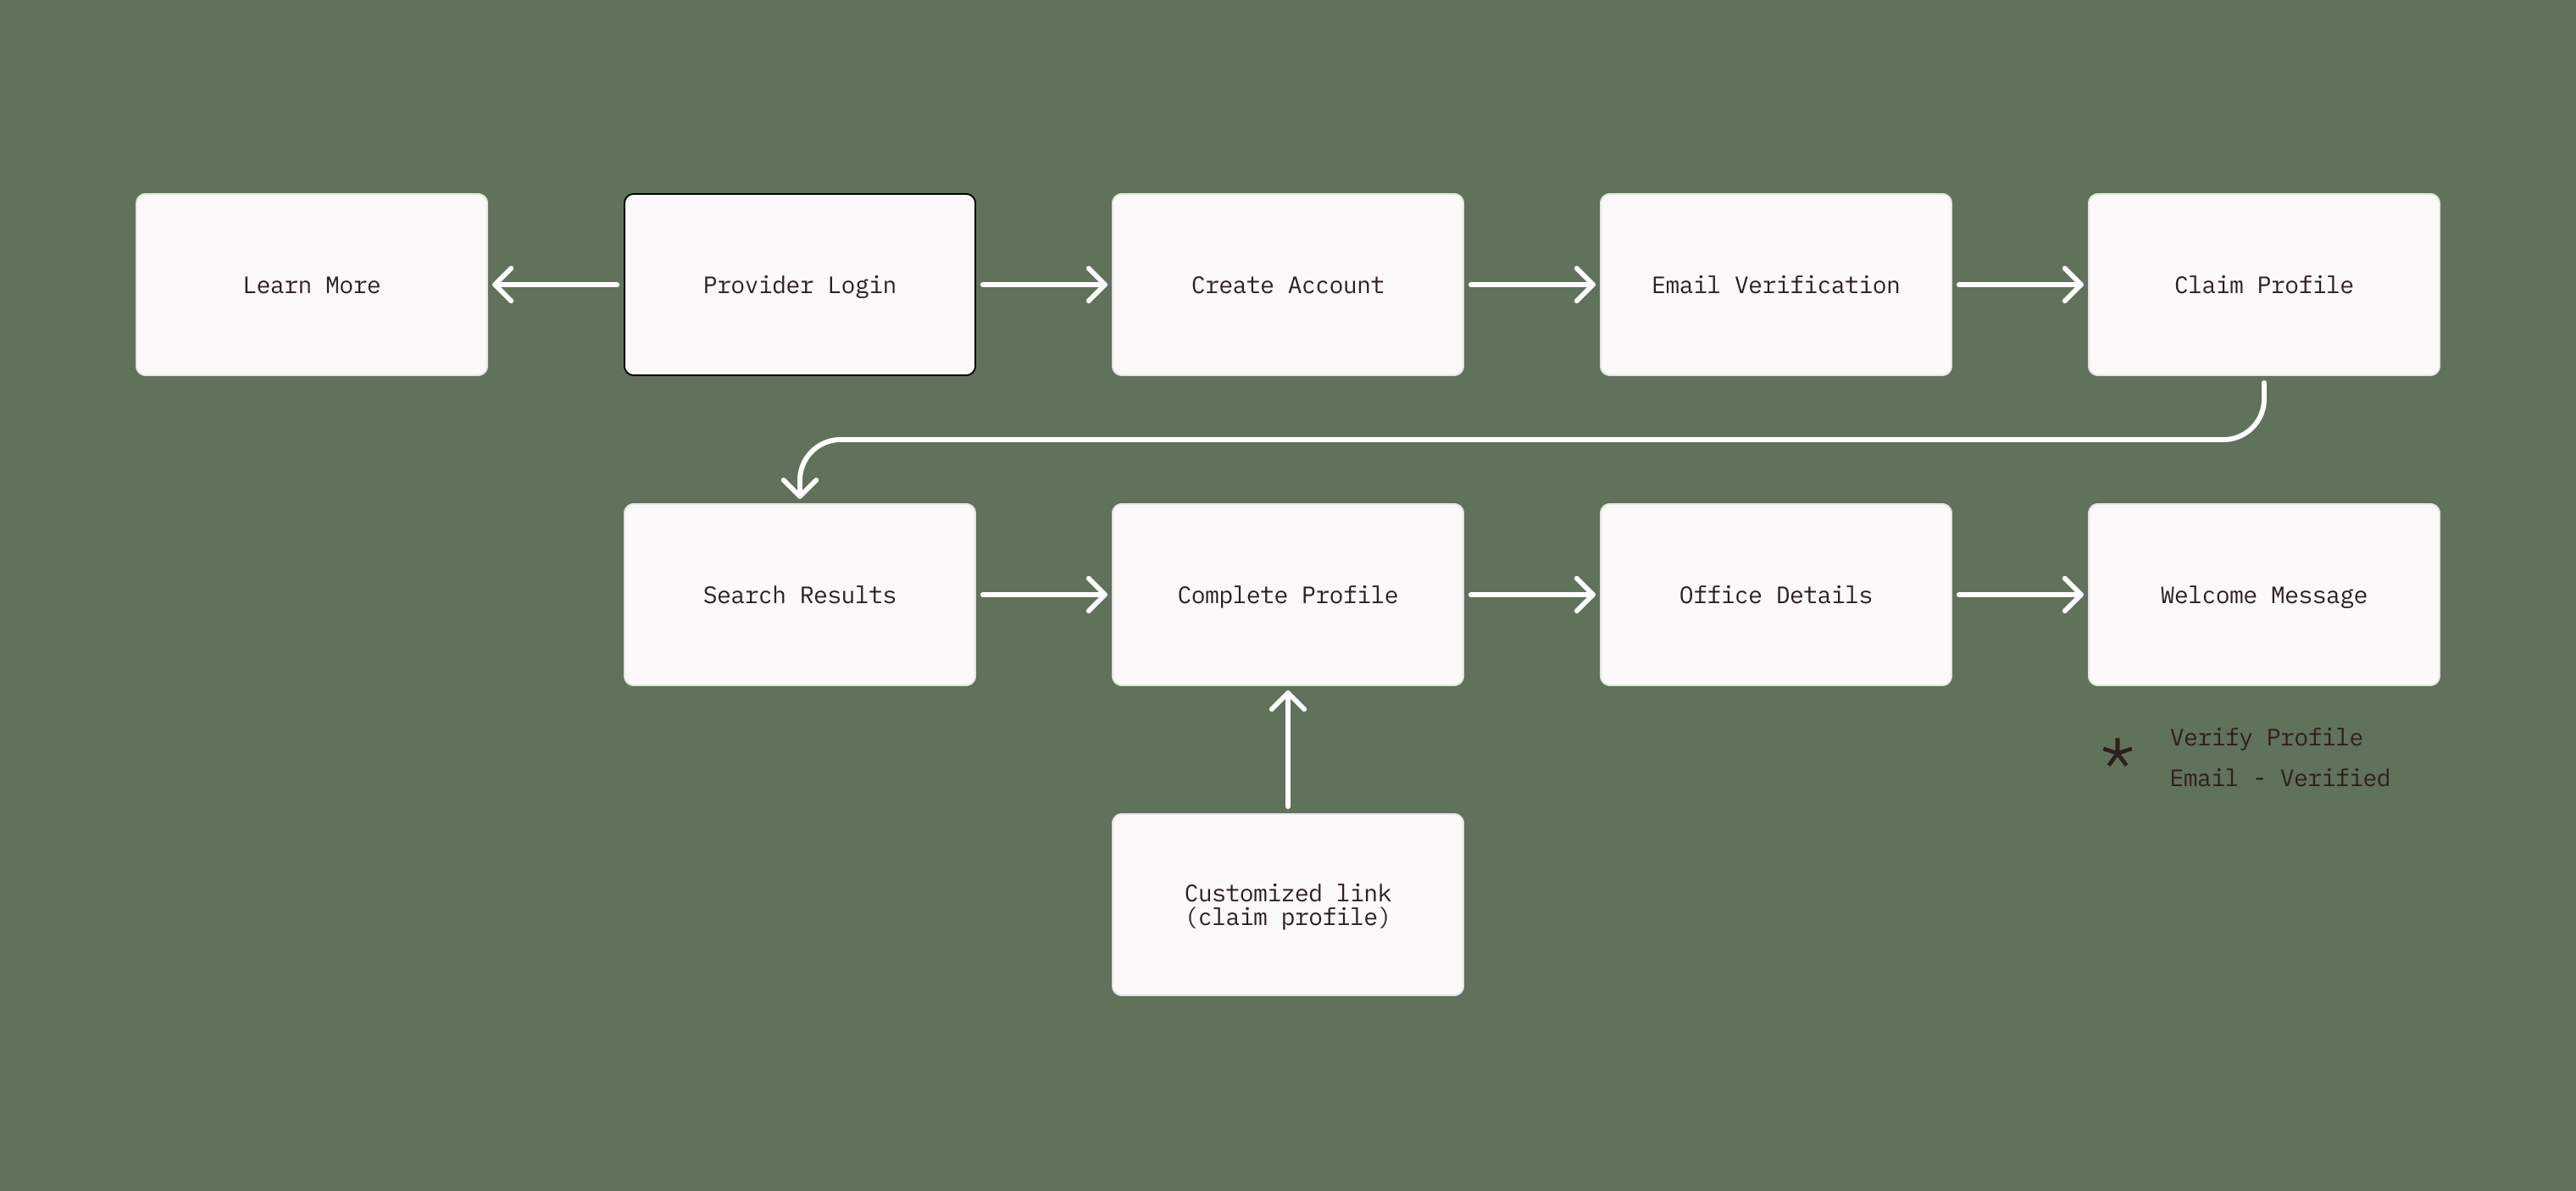 Learn More
Provider Login
Create Account
Email Verification
Claim Profile
Search Results
Complete Profile
Office Details
Welcome Message
* Verify Profile
Email - Verified
Customized link
(claim profile)